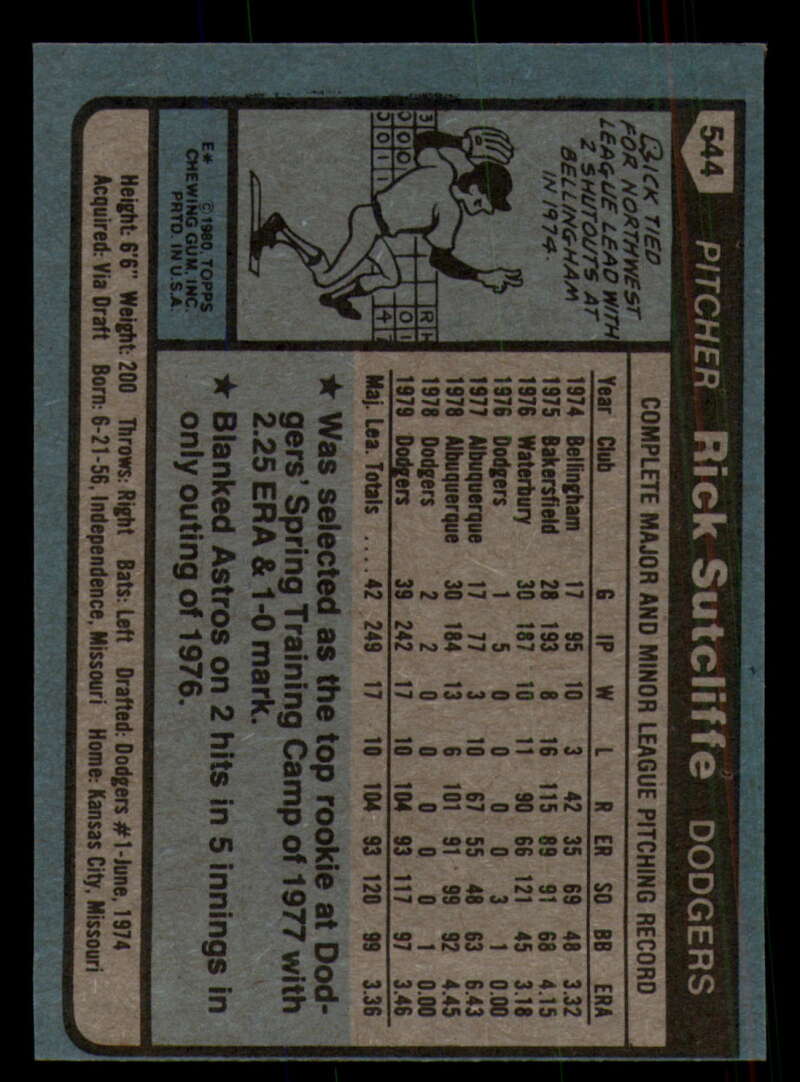 544 PITCHER Rick Sutcliffe DODGERS
RICK TIED
FOR NORTHWEST
LEAGUE LEAD WITH
2 SHUTOUTS AT
BELLINGHAM
IN 1974.
COMPLETE MAJOR AND MINOR LEAGUE PITCHING RECORD
Year Club G IP W L R ER SO BB ERA
1974 Bellingham 17 95 10 3 42 35 69 48 3.32
1975 Bakersfield 28 193 8 16 115 89 91 68 4.15
1976 Waterbury 30 187 10 11 90 66 121 45 3.18
1976 Dodgers 1 5 0 0 0 0 3 1 0.00
1977 Albuquerque 17 77 3 10 67 55 48 63 6.43
1978 Albuquerque 30 184 13 6 101 91 99 92 4.45
1978 Dodgers 2 2 0 0 0 0 0 1 0.00
1979 Dodgers 39 242 17 10 104 93 117 97 3.46
Maj. Lea. Totals .... 42 249 17 10 104 93 120 99 3.36
★ Was selected as the top rookie at Dod-
gers' Spring Training Camp of 1977 with
2.25 ERA & 1-0 mark.
★ Blanked Astros on 2 hits in 5 innings in
only outing of 1976.
E* © 1980 TOPPS
CHEWING GUM, INC.
PRTD. IN U.S.A.
Height: 6'6" Weight: 200 Throws: Right Bats: Left Drafted: Dodgers #1-June, 1974
Acquired: Via Draft Born: 6-21-56, Independence, Missouri Home: Kansas City, Missouri